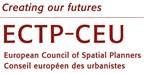 Creating our futures
ECTP-CEU
European Council of Spatial Planners
Conseil européen des urbanistes